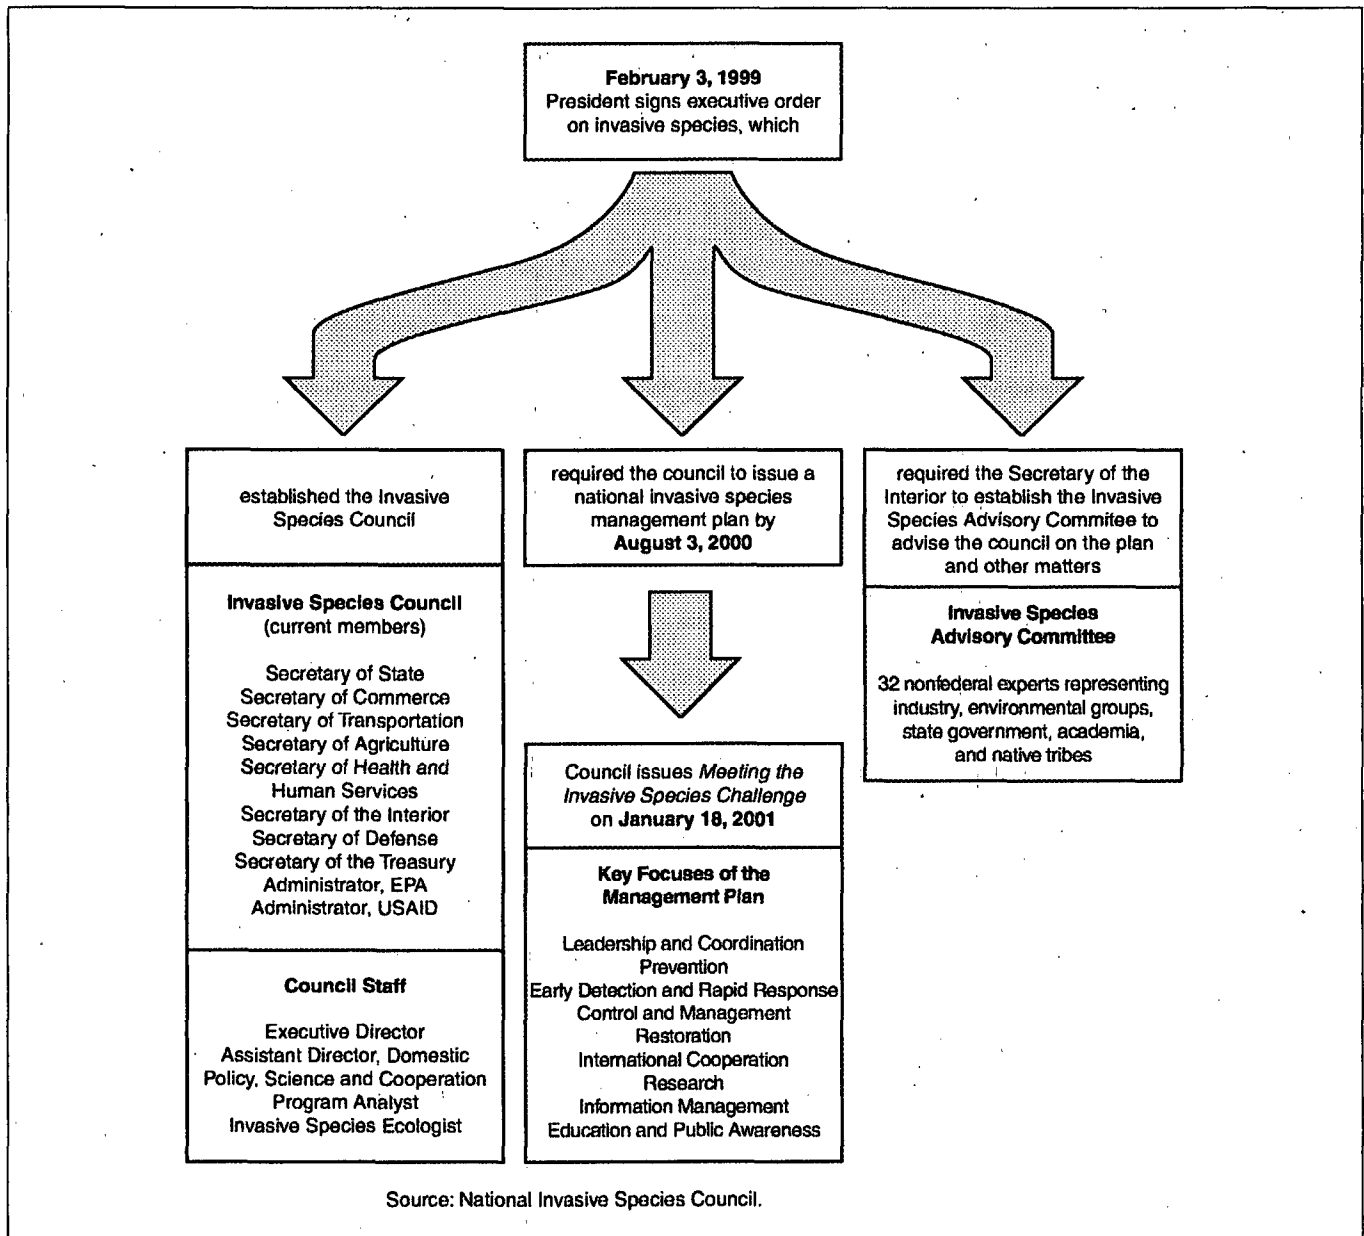 February 3, 1999
President signs executive order
on invasive species, which
established the Invasive
Species Council
Invasive Species Council
(current members)
Secretary of State
Secretary of Commerce
Secretary of Transportation
Secretary of Agriculture
Secretary of Health and
Human Services
Secretary of the Interior
Secretary of Defense
Secretary of the Treasury
Administrator, EPA
Administrator, USAID
Council Staff
Executive Director
Assistant Director, Domestic
Policy, Science and Cooperation
Program Analyst
Invasive Species Ecologist
required the council to issue a
national invasive species
management plan by
August 3, 2000
Council issues Meeting the
Invasive Species Challenge
on January 18, 2001
Key Focuses of the
Management Plan
Leadership and Coordination
Prevention
Early Detection and Rapid Response
Control and Management
Restoration
International Cooperation
Research
Information Management
Education and Public Awareness
required the Secretary of the
Interior to establish the Invasive
Species Advisory Commitee to
advise the council on the plan
and other matters
Invasive Species
Advisory Committee
32 nonfederal experts representing
industry, environmental groups,
state government, academia,
and native tribes
Source: National Invasive Species Council.